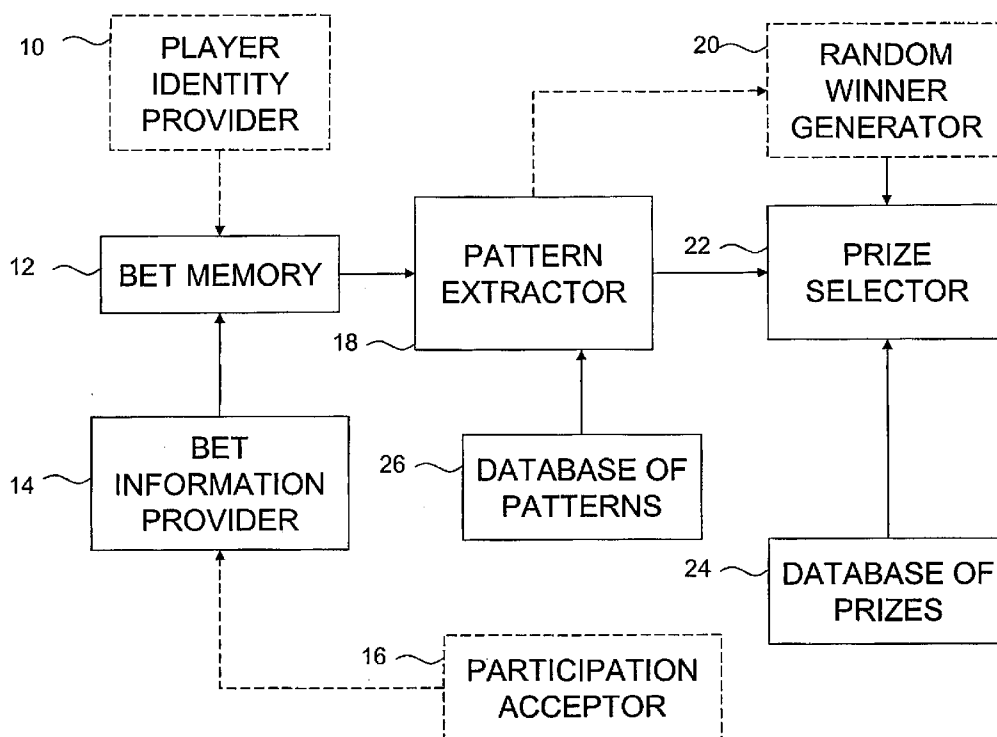 10
PLAYER
IDENTITY
PROVIDER
20
RANDOM
WINNER
GENERATOR
12
BET MEMORY
PATTERN
EXTRACTOR
18
22
PRIZE
SELECTOR
14
BET
INFORMATION
PROVIDER
26
DATABASE OF
PATTERNS
24
DATABASE OF
PRIZES
16
PARTICIPATION
ACCEPTOR